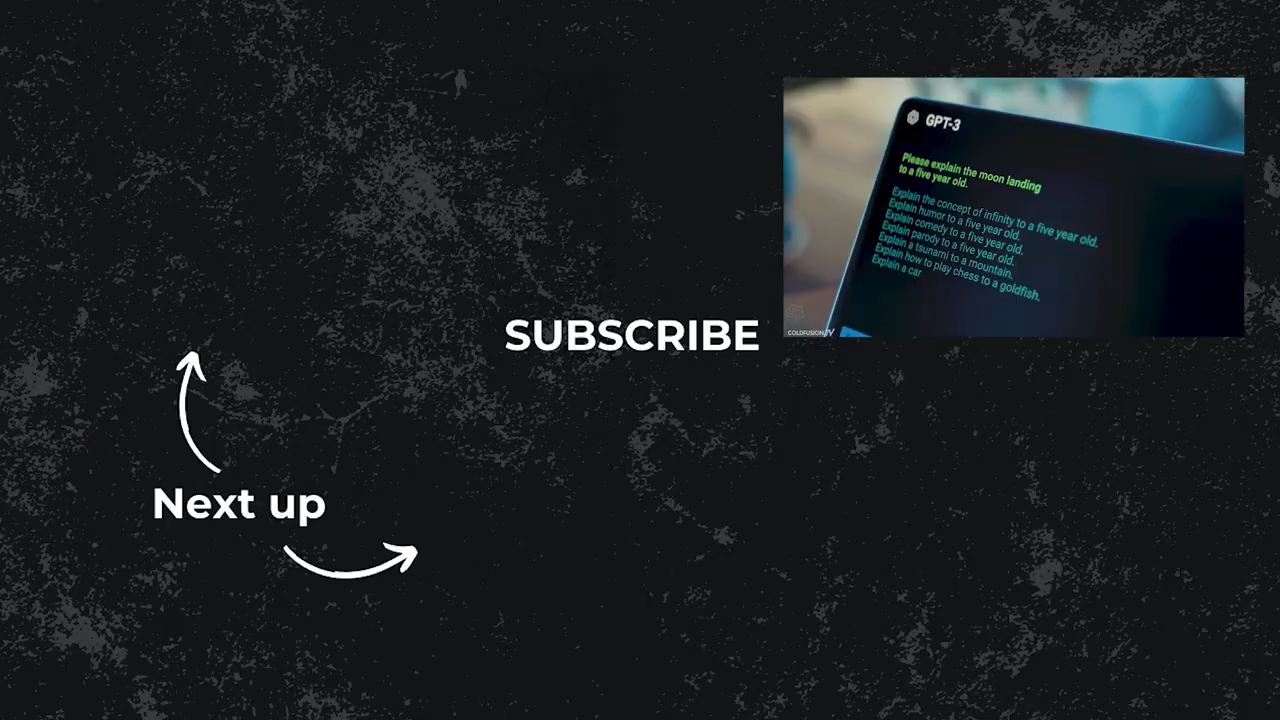 GPT-3
Please explain the moon landing
to a five year old.
Explain the concept of infinity to a five year old.
Explain humor to a five year old.
Explain comedy to a five year old.
Explain parody to a five year old.
Explain a tsunami to a mountain.
Explain how to play chess to a goldfish.
Explain a car
COLDFUSION TV
SUBSCRIBE
Next up